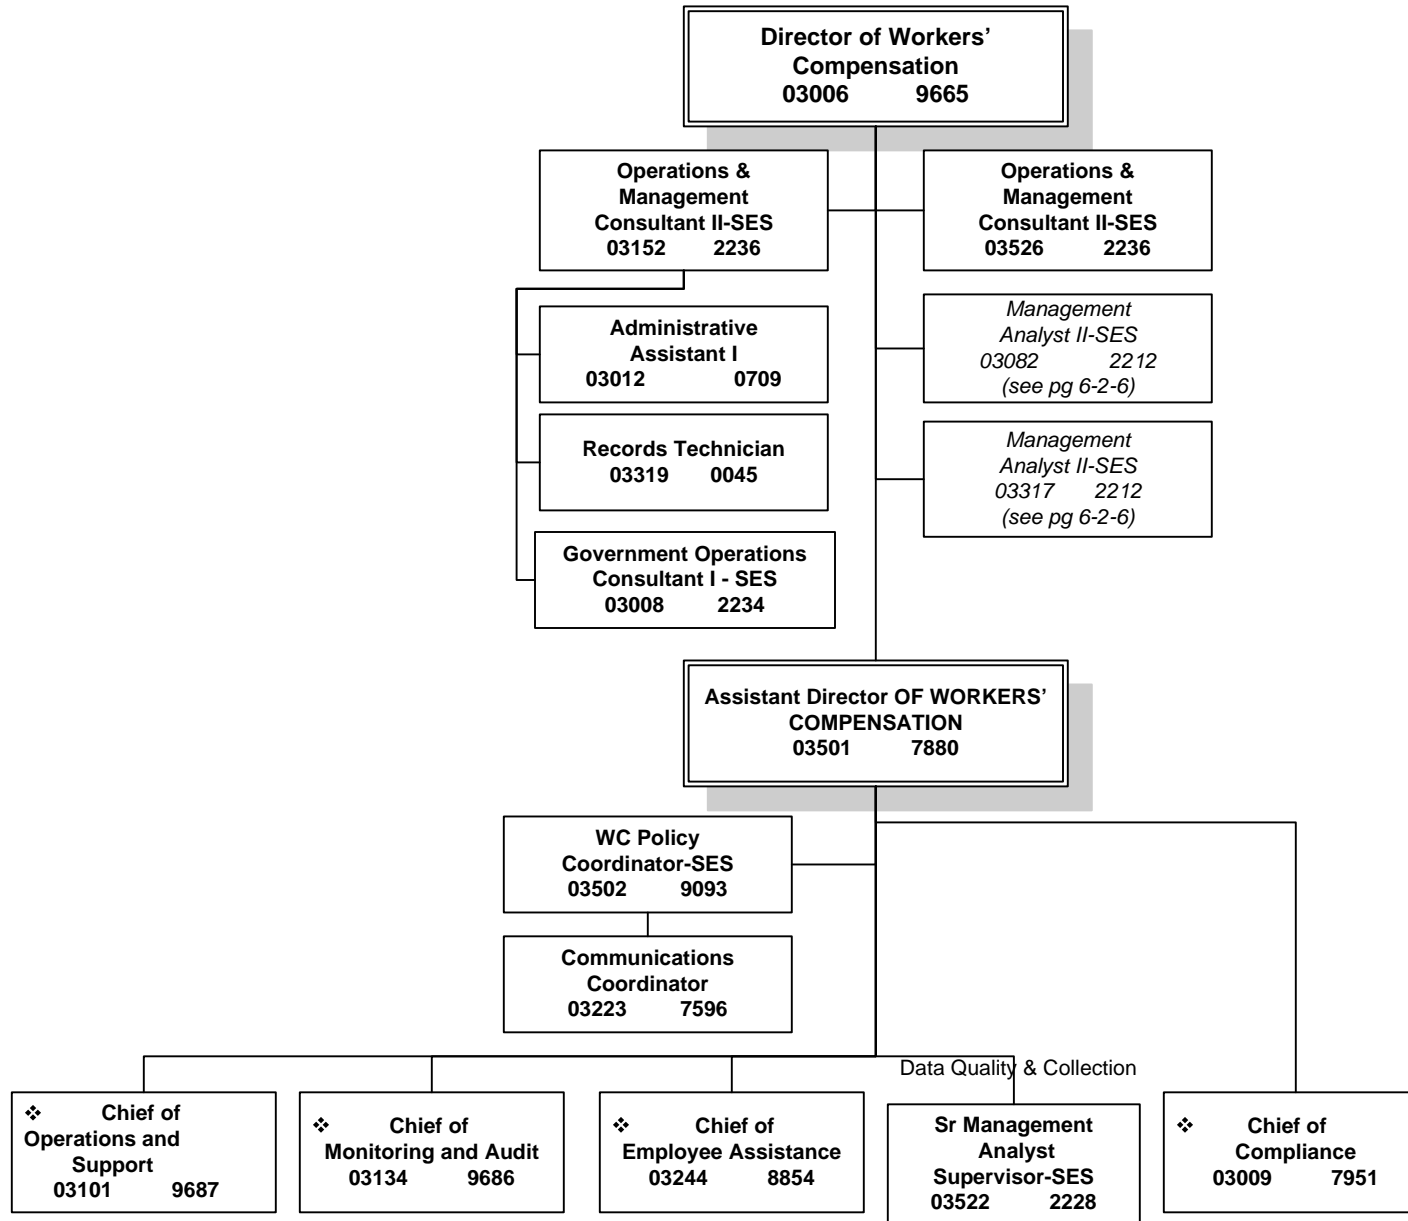 Director of Workers'
Compensation
03006 9665
Operations &
Management
Consultant II-SES
03152 2236
Operations &
Management
Consultant II-SES
03526 2236
Administrative
Assistant I
03012 0709
Management
Analyst II-SES
03082 2212
(see pg 6-2-6)
Records Technician
03319 0045
Management
Analyst II-SES
03317 2212
(see pg 6-2-6)
Government Operations
Consultant I - SES
03008 2234
Assistant Director OF WORKERS'
COMPENSATION
03501 7880
WC Policy
Coordinator-SES
03502 9093
Communications
Coordinator
03223 7596
Data Quality & Collection
❖ Chief of
Operations and
Support
03101 9687
❖ Chief of
Monitoring and Audit
03134 9686
❖ Chief of
Employee Assistance
03244 8854
Sr Management
Analyst
Supervisor-SES
03522 2228
❖ Chief of
Compliance
03009 7951